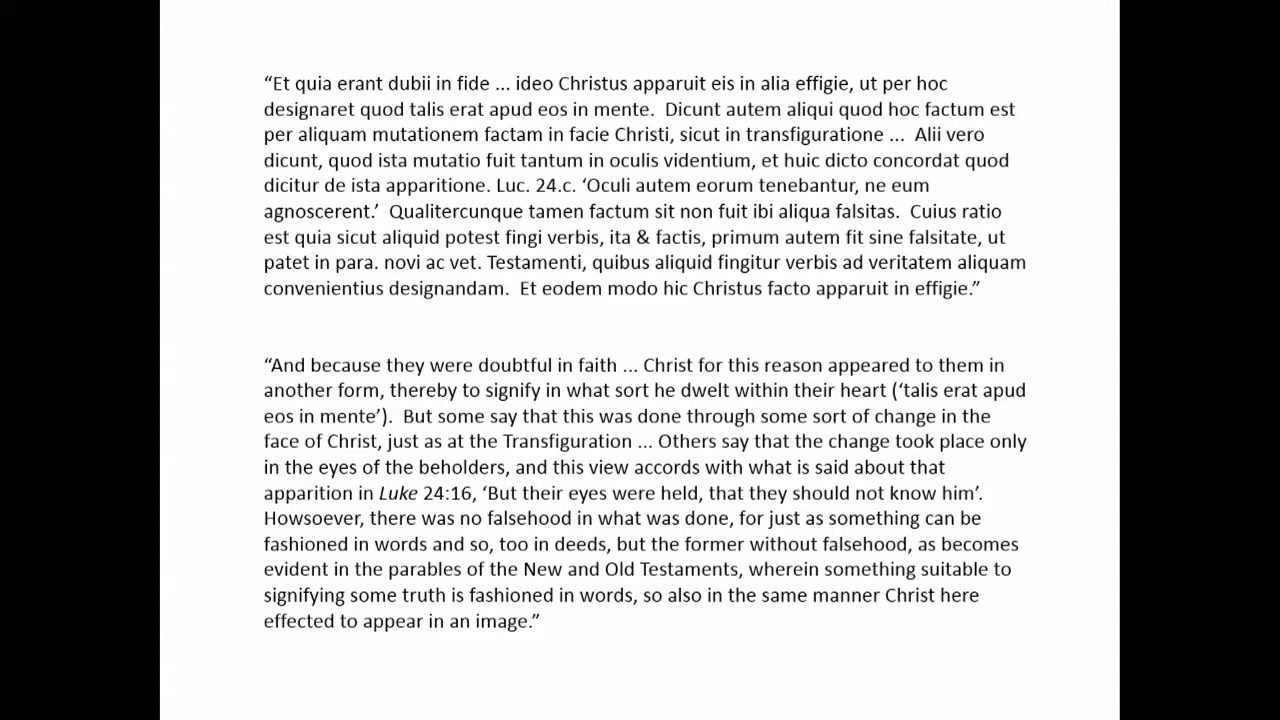 “Et quia erant dubii in fide ... ideo Christus apparuit eis in alia effigie, ut per hoc
designaret quod talis erat apud eos in mente.  Dicunt autem aliqui quod hoc factum est
per aliquam mutationem factam in facie Christi, sicut in transfiguratione ...  Alii vero
dicunt, quod ista mutatio fuit tantum in oculis videntium, et huic dicto concordat quod
dicitur de ista apparitione. Luc. 24.c. ‘Oculi autem eorum tenebantur, ne eum
agnoscerent.’  Qualitercunque tamen factum sit non fuit ibi aliqua falsitas.  Cuius ratio
est quia sicut aliquid potest fingi verbis, ita & factis, primum autem fit sine falsitate, ut
patet in para. novi ac vet. Testamenti, quibus aliquid fingitur verbis ad veritatem aliquam
convenientius designandam.  Et eodem modo hic Christus facto apparuit in effigie.”
“And because they were doubtful in faith ... Christ for this reason appeared to them in
another form, thereby to signify in what sort he dwelt within their heart (‘talis erat apud
eos in mente’).  But some say that this was done through some sort of change in the
face of Christ, just as at the Transfiguration ... Others say that the change took place only
in the eyes of the beholders, and this view accords with what is said about that
apparition in Luke 24:16, ‘But their eyes were held, that they should not know him’.
Howsoever, there was no falsehood in what was done, for just as something can be
fashioned in words and so, too in deeds, but the former without falsehood, as becomes
evident in the parables of the New and Old Testaments, wherein something suitable to
signifying some truth is fashioned in words, so also in the same manner Christ here
effected to appear in an image.”